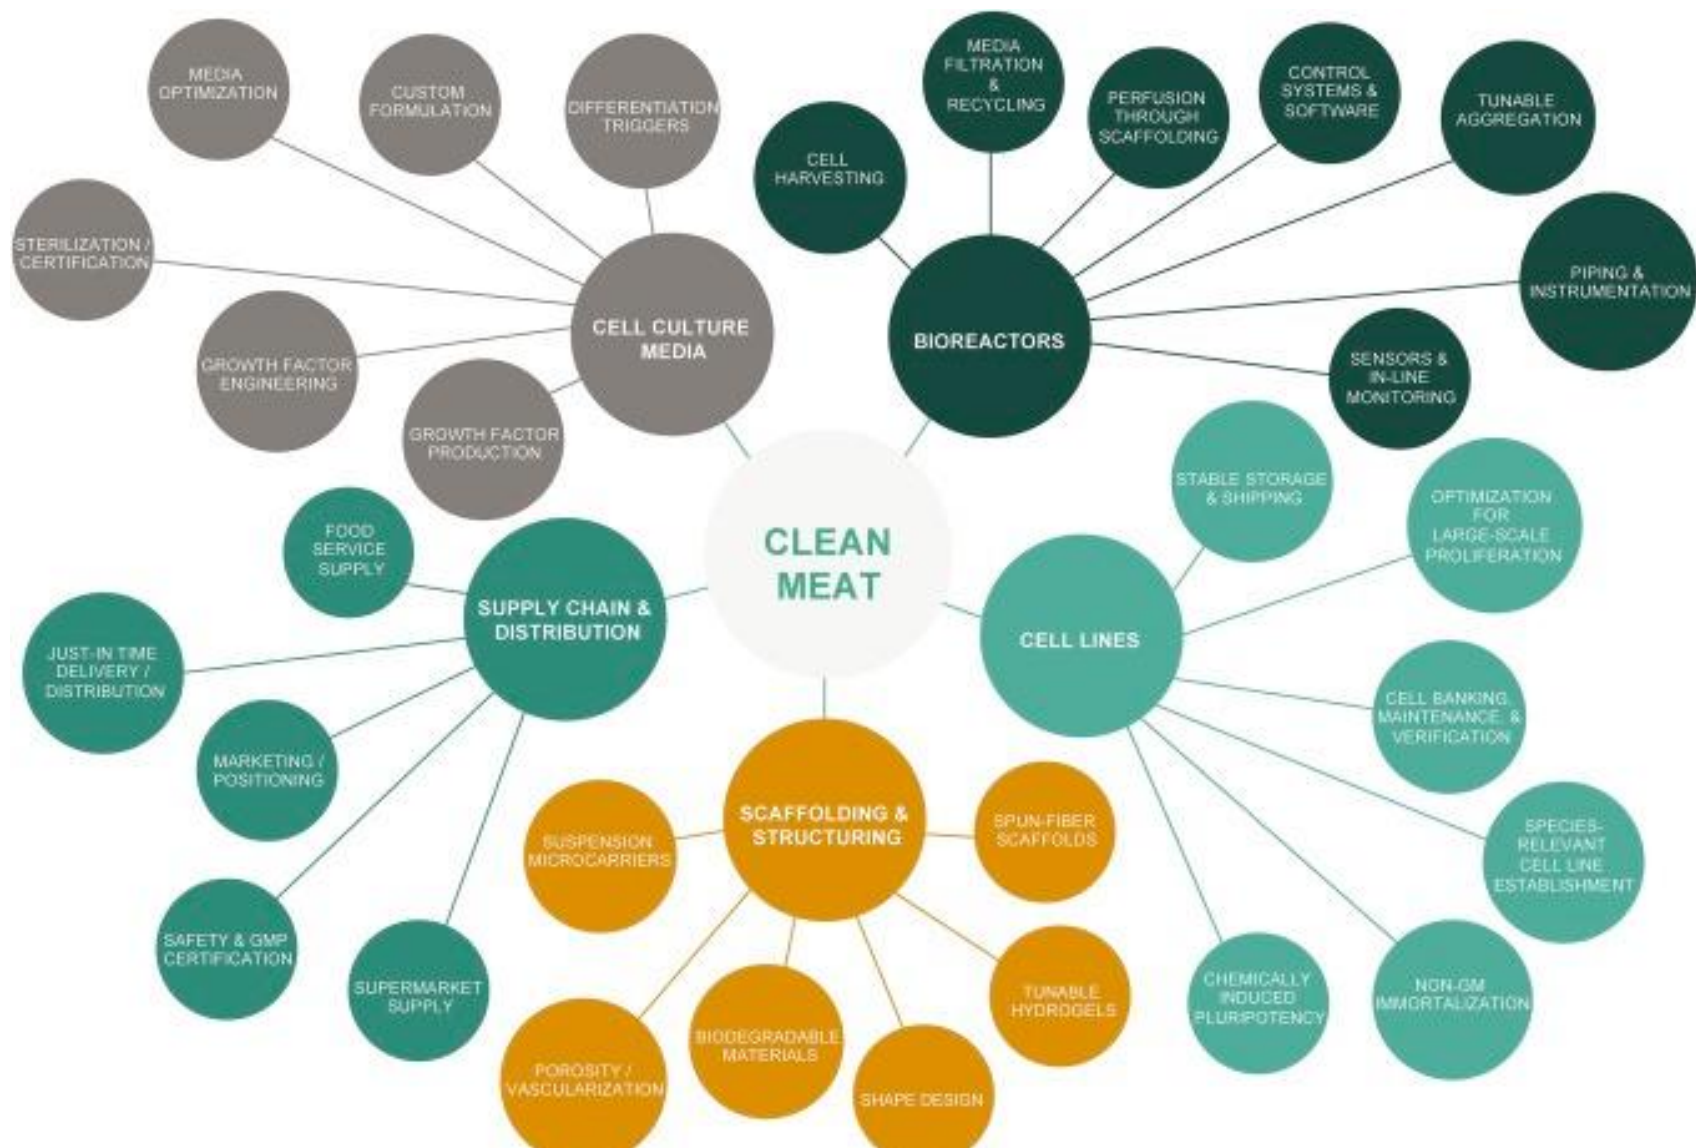 MEDIA
OPTIMIZATION
CUSTOM
FORMULATION
DIFFERENTIATION
TRIGGERS
STERILIZATION /
CERTIFICATION
GROWTH FACTOR
ENGINEERING
GROWTH FACTOR
PRODUCTION
CELL CULTURE
MEDIA
CELL
HARVESTING
MEDIA
FILTRATION
&
RECYCLING
PERFUSION
THROUGH
SCAFFOLDING
CONTROL
SYSTEMS &
SOFTWARE
TUNABLE
AGGREGATION
PIPING &
INSTRUMENTATION
SENSORS &
IN-LINE
MONITORING
BIOREACTORS
CLEAN
MEAT
FOOD
SERVICE
SUPPLY
JUST-IN TIME
DELIVERY /
DISTRIBUTION
MARKETING /
POSITIONING
SAFETY & GMP
CERTIFICATION
SUPERMARKET
SUPPLY
SUPPLY CHAIN &
DISTRIBUTION
STABLE STORAGE
& SHIPPING
OPTIMIZATION
FOR
LARGE-SCALE
PROLIFERATION
CELL BANKING,
MAINTENANCE, &
VERIFICATION
SPECIES-
RELEVANT
CELL LINE
ESTABLISHMENT
NON-GM
IMMORTALIZATION
CHEMICALLY
INDUCED
PLURIPOTENCY
CELL LINES
SCAFFOLDING &
STRUCTURING
SUSPENSION
MICROCARRIERS
POROSITY /
VASCULARIZATION
BIODEGRADABLE
MATERIALS
SHAPE DESIGN
TUNABLE
HYDROGELS
SPUN-FIBER
SCAFFOLDS